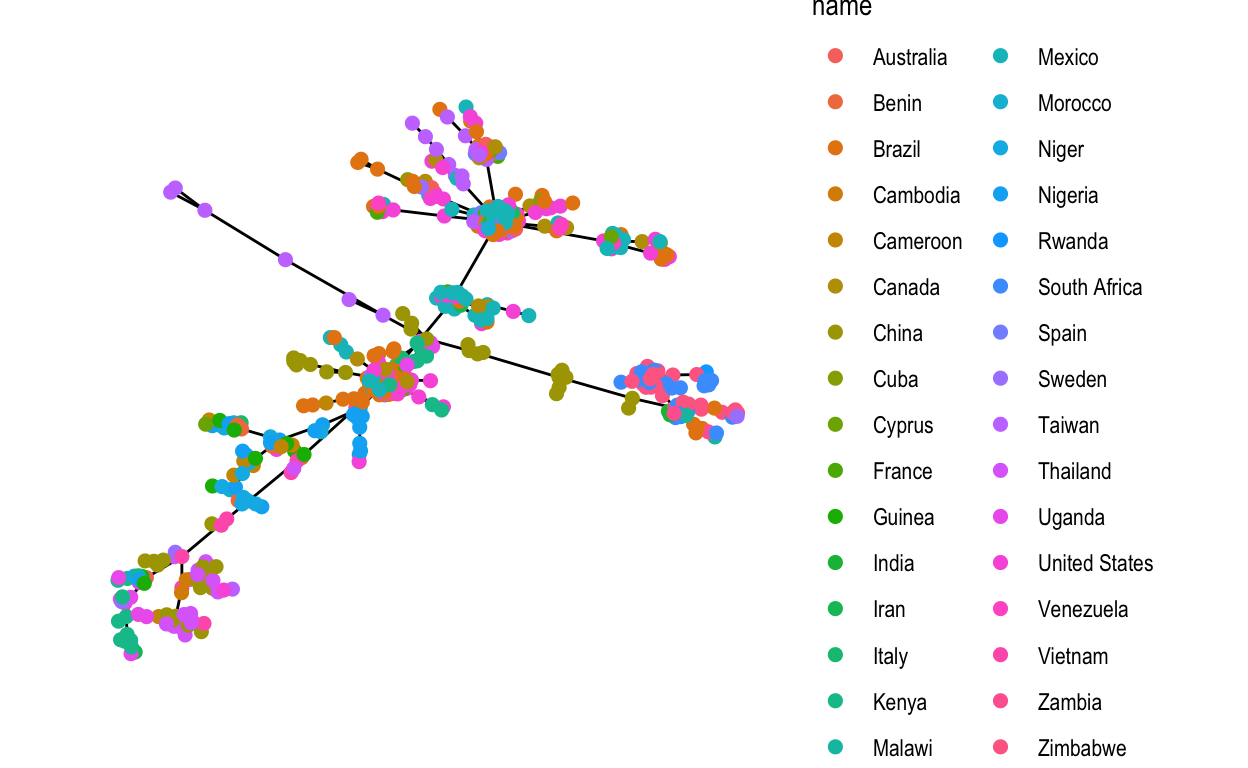 name
Australia
Benin
Brazil
Cambodia
Cameroon
Canada
China
Cuba
Cyprus
France
Guinea
India
Iran
Italy
Kenya
Malawi
Mexico
Morocco
Niger
Nigeria
Rwanda
South Africa
Spain
Sweden
Taiwan
Thailand
Uganda
United States
Venezuela
Vietnam
Zambia
Zimbabwe